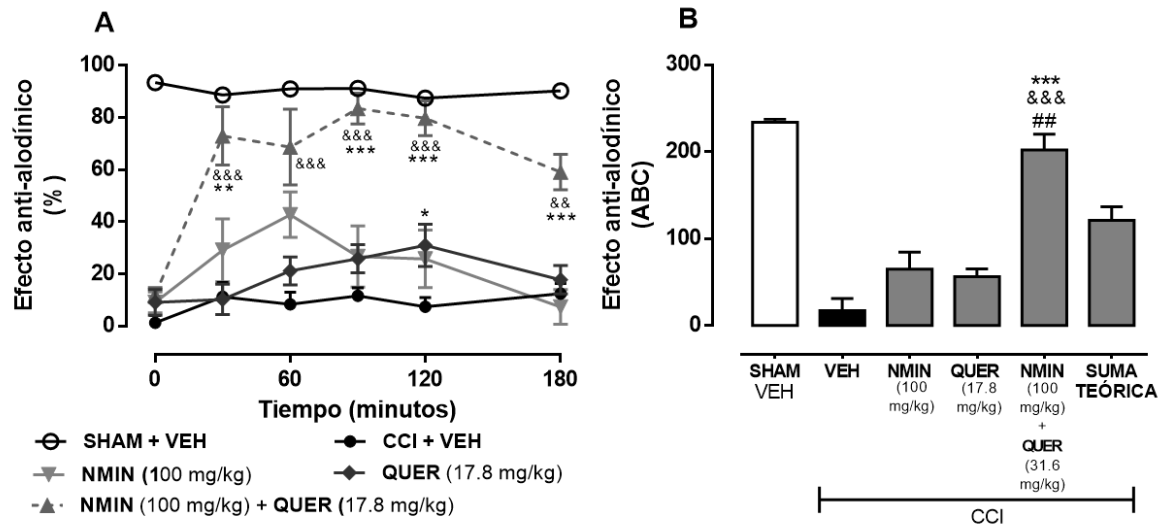 A
Efecto anti-alodínico
(%)
100
80
60
40
20
0
&&&
**
&&&
&&&
***
&&&
***
*
&&
***
0
60
120
180
Tiempo (minutos)
SHAM + VEH
CCI + VEH
NMIN (100 mg/kg)
QUER (17.8 mg/kg)
NMIN (100 mg/kg) + QUER (17.8 mg/kg)
B
Efecto anti-alodínico
(ABC)
300
200
100
0
***
&&&
##
SHAM
VEH
VEH
NMIN
(100
mg/kg)
QUER
(17.8
mg/kg)
NMIN
(100
mg/kg)
+
QUER
(31.6
mg/kg)
SUMA
TEÓRICA
CCI